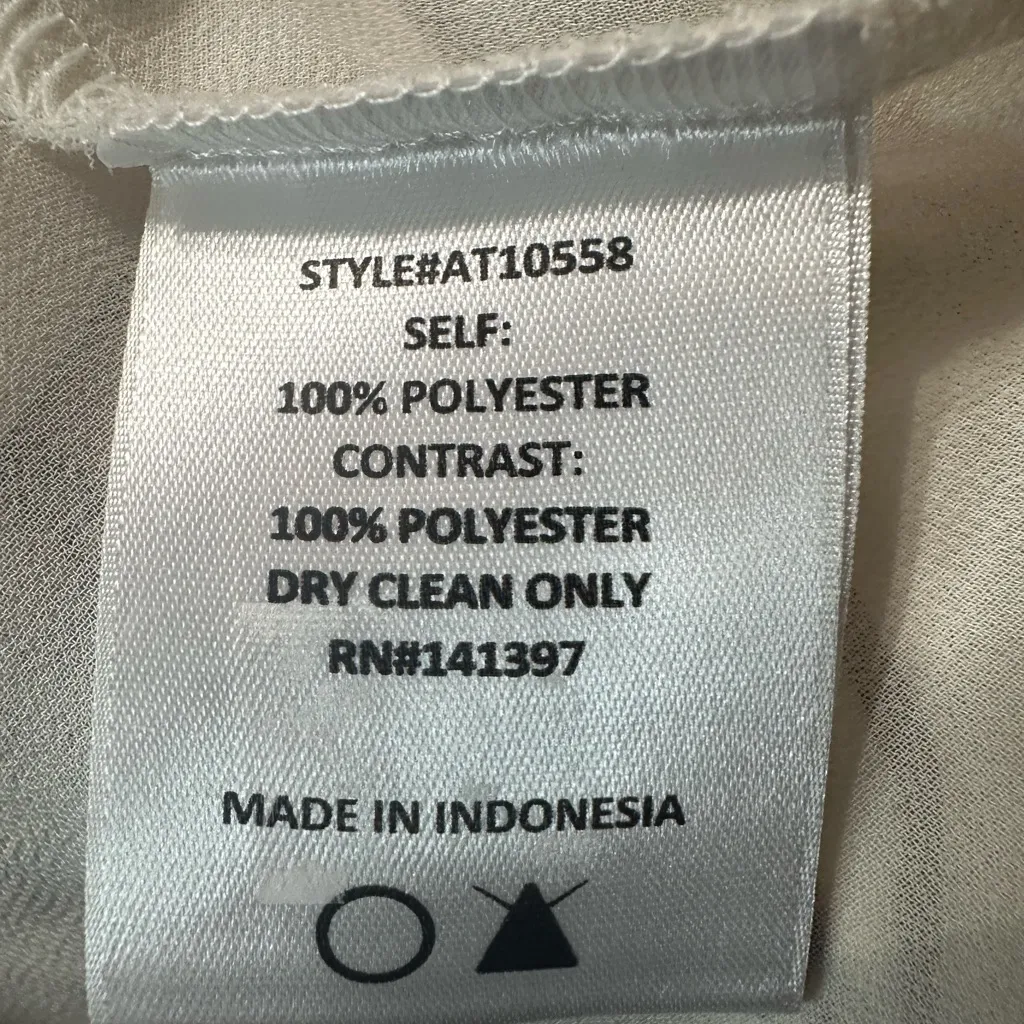 STYLE#AT10558
SELF:
100% POLYESTER
CONTRAST:
100% POLYESTER
DRY CLEAN ONLY
RN#141397
MADE IN INDONESIA